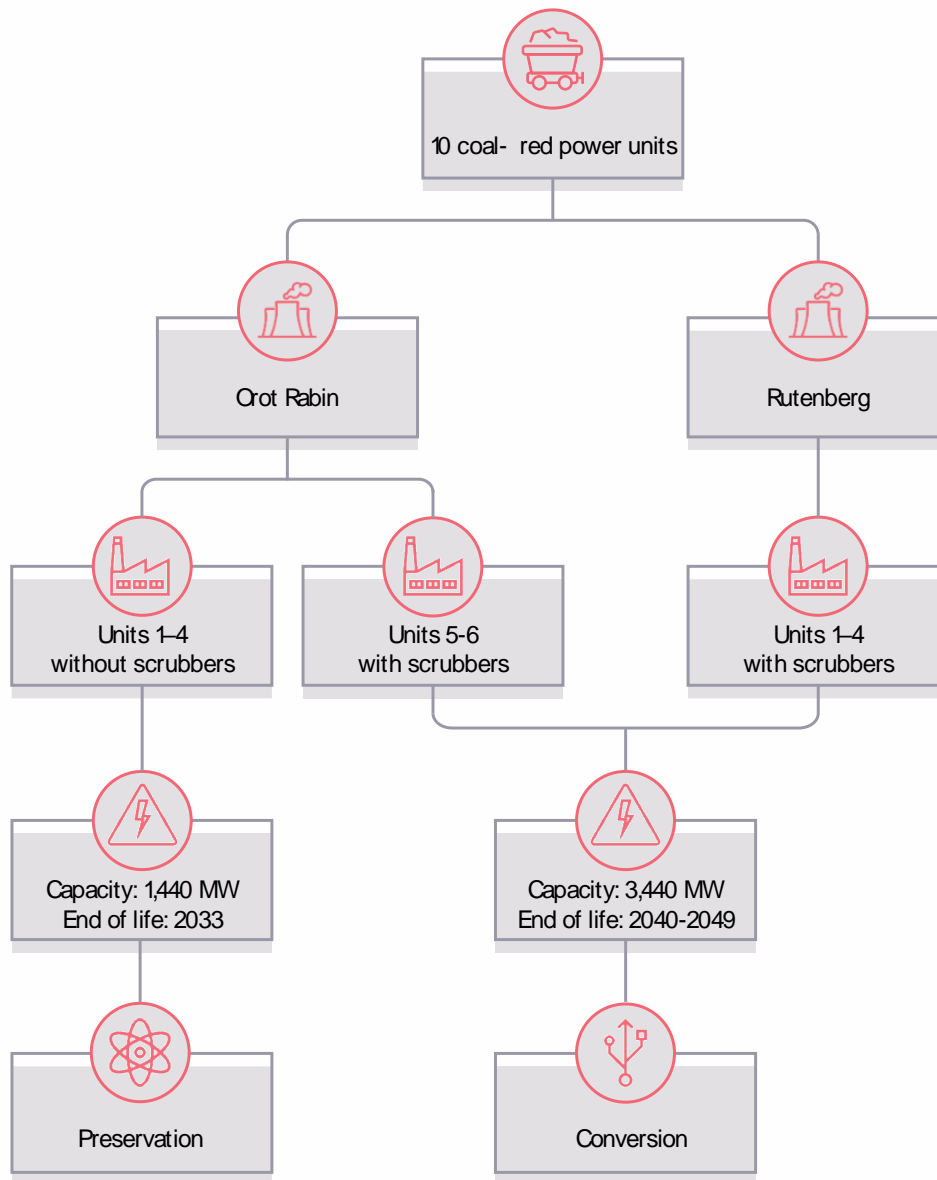 10 coal- red power units
Orot Rabin
Rutenberg
Units 1–4
without scrubbers
Units 5-6
with scrubbers
Units 1–4
with scrubbers
Capacity: 1,440 MW
End of life: 2033
Capacity: 3,440 MW
End of life: 2040-2049
Preservation
Conversion